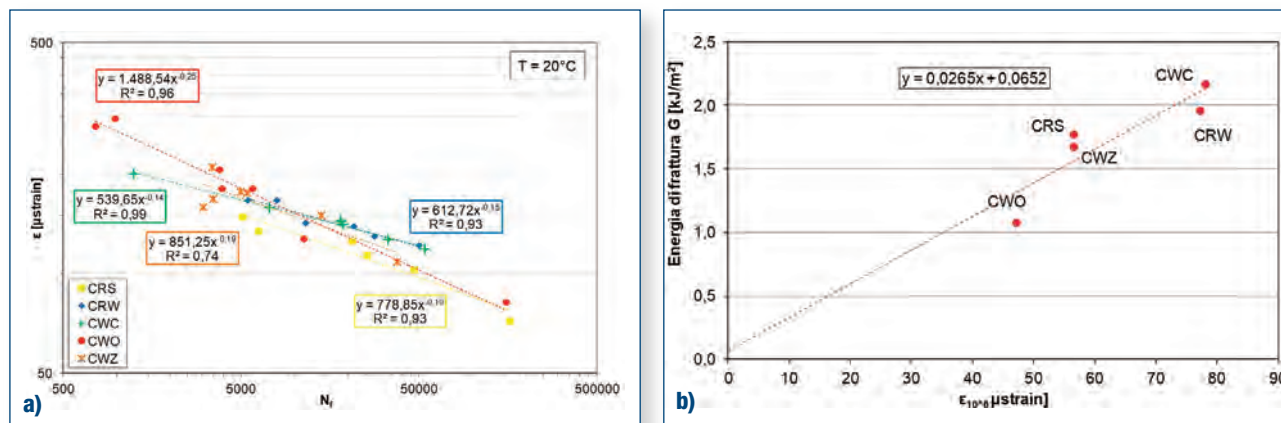 500
T = 20°C
y = 1.488,54x-0,25
R² = 0,96
y = 539,65x-0,14
R² = 0,99
y = 612,72x-0,15
R² = 0,93
y = 851,25x-0,19
R² = 0,74
y = 778,85x-0,19
R² = 0,93
ε [µstrain]
CRS
CRW
CWC
CWO
CWZ
50
500
5000
50000
500000
Nf
a)
2,5
2,0
1,5
1,0
0,5
0,0
Energia di frattura G [kJ/m²]
y = 0,0265x + 0,0652
CWC
CRW
CRS
CWZ
CWO
0
10
20
30
40
50
60
70
80
90
ε10^6 µstrain]
b)